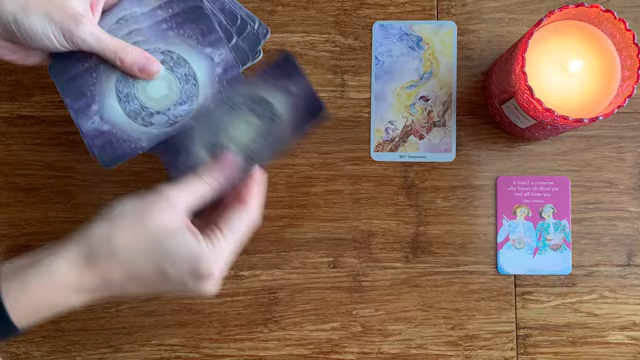 XIV Temperance
A friend is someone
who knows all about you
and still loves you.